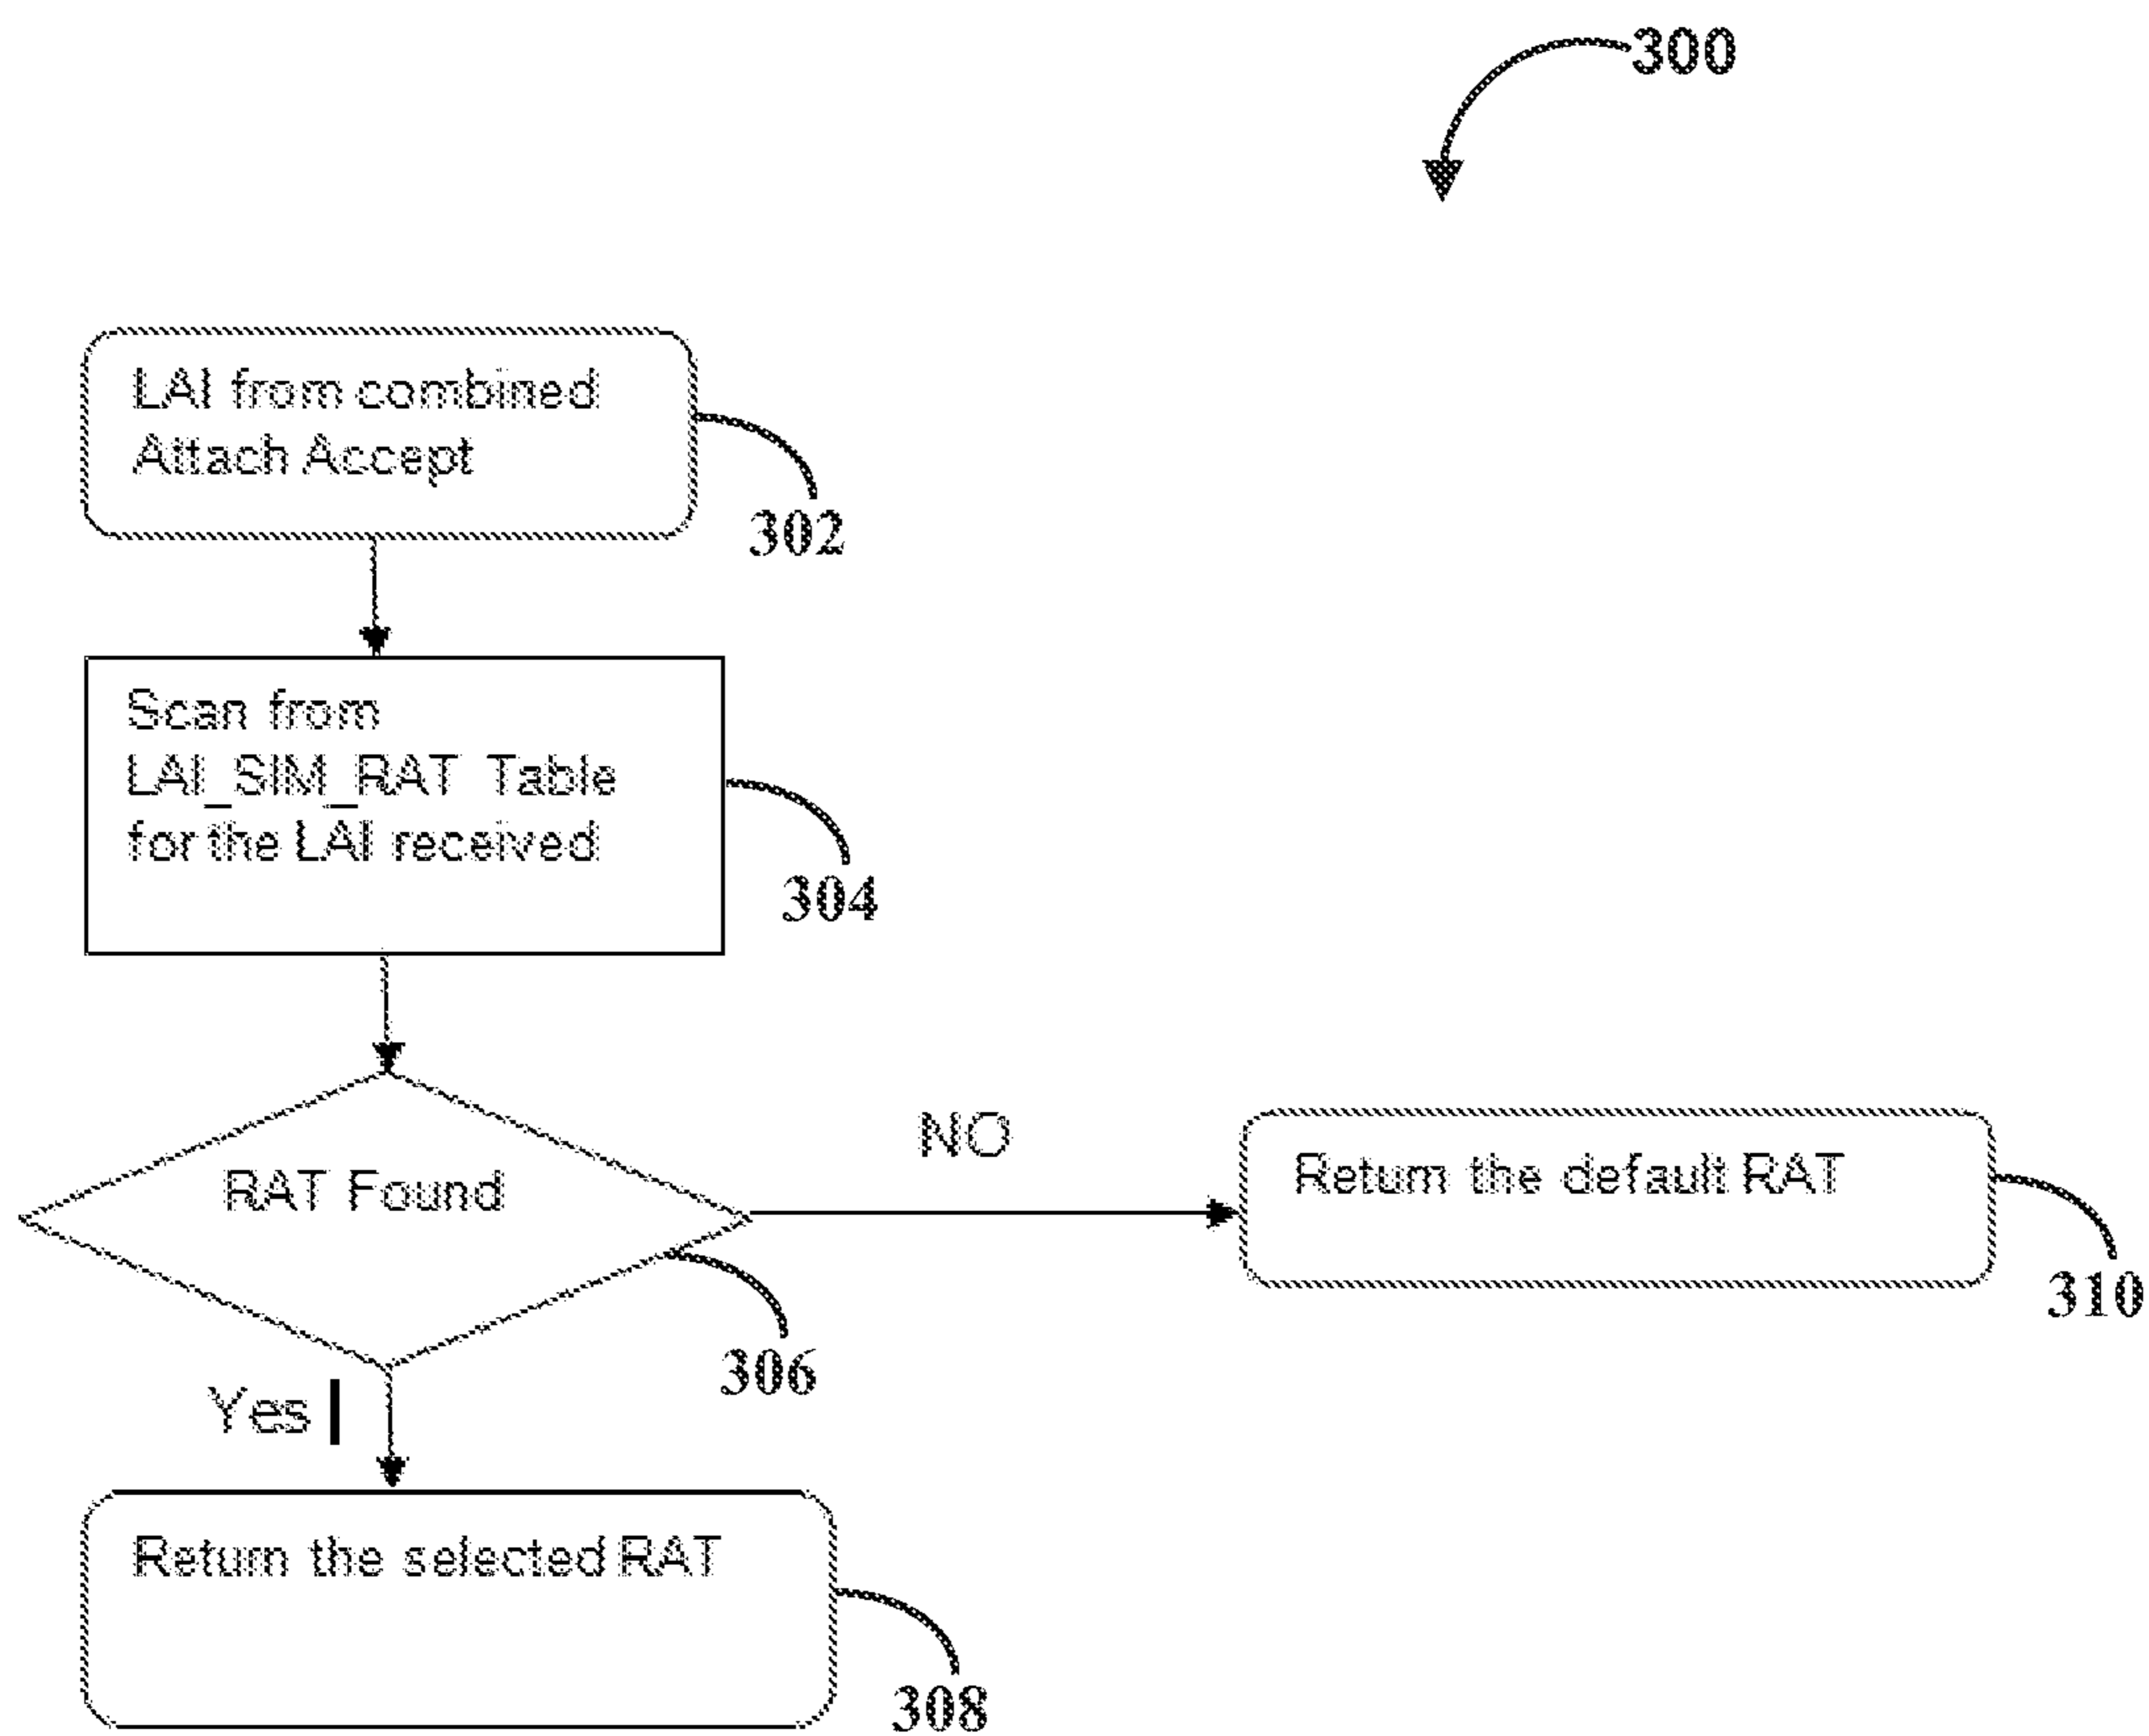 300
LAI from combined
Attach Accept
302
Scan from
LAI_SIM_RAT Table
for the LAI received
304
RAT Found
NO
Return the default RAT
310
306
Yes
Return the selected RAT
308